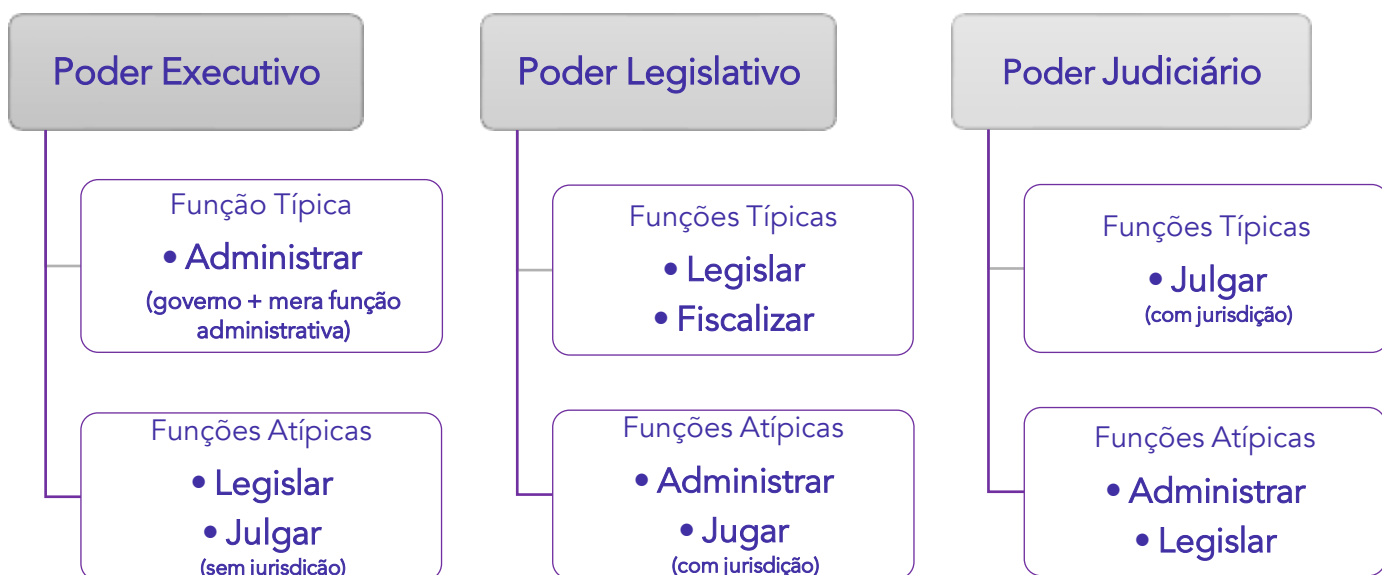 Poder Executivo
Função Típica
• Administrar
(governo + mera função
administrativa)
Funções Atípicas
• Legislar
• Julgar
(sem jurisdição)
Poder Legislativo
Funções Típicas
• Legislar
• Fiscalizar
Funções Atípicas
• Administrar
• Jugar
(com jurisdição)
Poder Judiciário
Funções Típicas
• Julgar
(com jurisdição)
Funções Atípicas
• Administrar
• Legislar